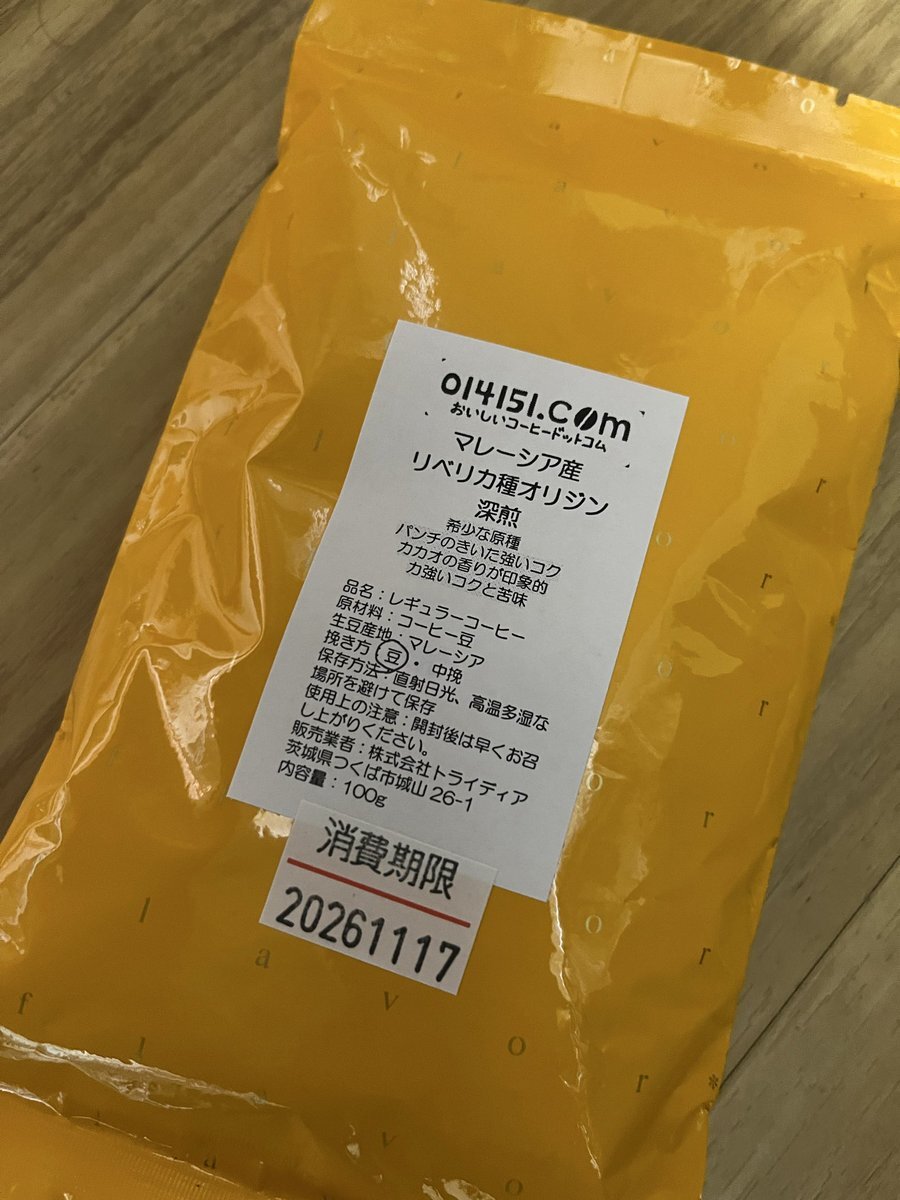 014151.com
おいしいコーヒードットコム
マレーシア産
リベリカ種オリジン
深煎
希少な原種
パンチのきいた強いコク
カカオの香りが印象的
力強いコクと苦味
品名：レギュラーコーヒー
原材料：コーヒー豆
生豆産地：マレーシア
挽き方 豆 ・ 中挽
保存方法：直射日光、高温多湿な
場所を避けて保存
使用上の注意：開封後は早くお召
し上がりください。
販売業者：株式会社トライディア
茨城県つくば市城山 26-1
内容量：100g
消費期限
20261117
flavor